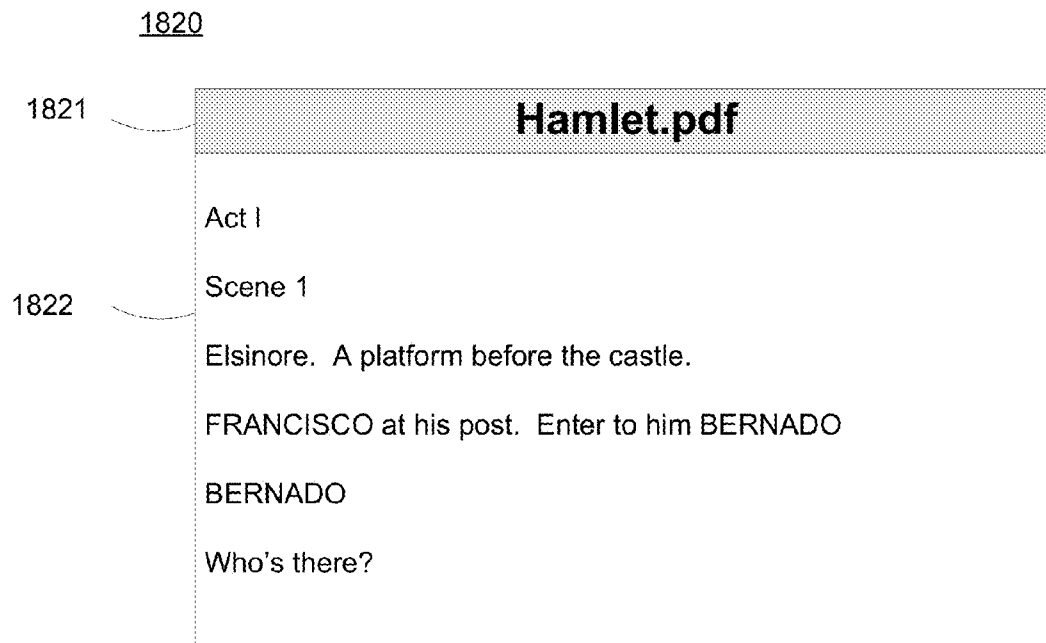 1820
1821
Hamlet.pdf
Act I
Scene 1
1822
Elsinore.  A platform before the castle.
FRANCISCO at his post.  Enter to him BERNADO
BERNADO
Who's there?